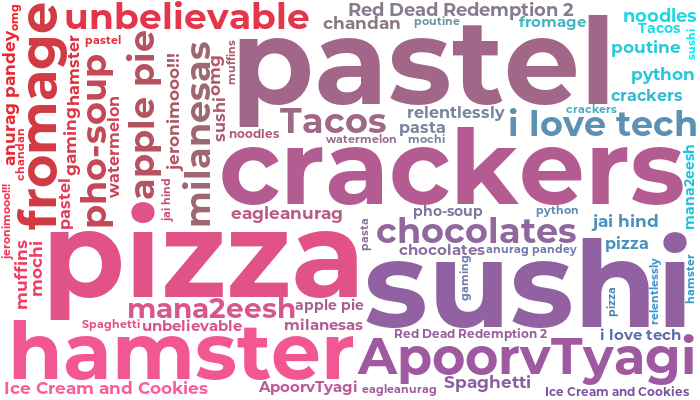 omg
fromage
unbelievable
Red Dead Redemption 2
chandan
poutine
fromage
noodles
Tacos
sushi
poutine
python
crackers
anurag pandey
hamster
pastel
apple pie
jeronimooo!!!
milanesas
omg
muffins
pastel
pho-soup
gaming
watermelon
sushi
noodles
Tacos
relentlessly
pasta
watermelon
mochi
crackers
i love tech
chandan
pastel
jai hind
crackers
mana2eesh
jeronimooo!!!
muffins
mochi
eagleanurag
pho-soup
python
jai hind
pizza
pasta
chocolates
chocolates
anurag pandey
pizza
sushi
gaming
pizza
relentlessly
hamster
mana2eesh
apple pie
Spaghetti
unbelievable
milanesas
Red Dead Redemption 2
i love tech
hamster
ApoorvTyagi
Ice Cream and Cookies
ApoorvTyagi
eagleanurag
Spaghetti
Ice Cream and Cookies